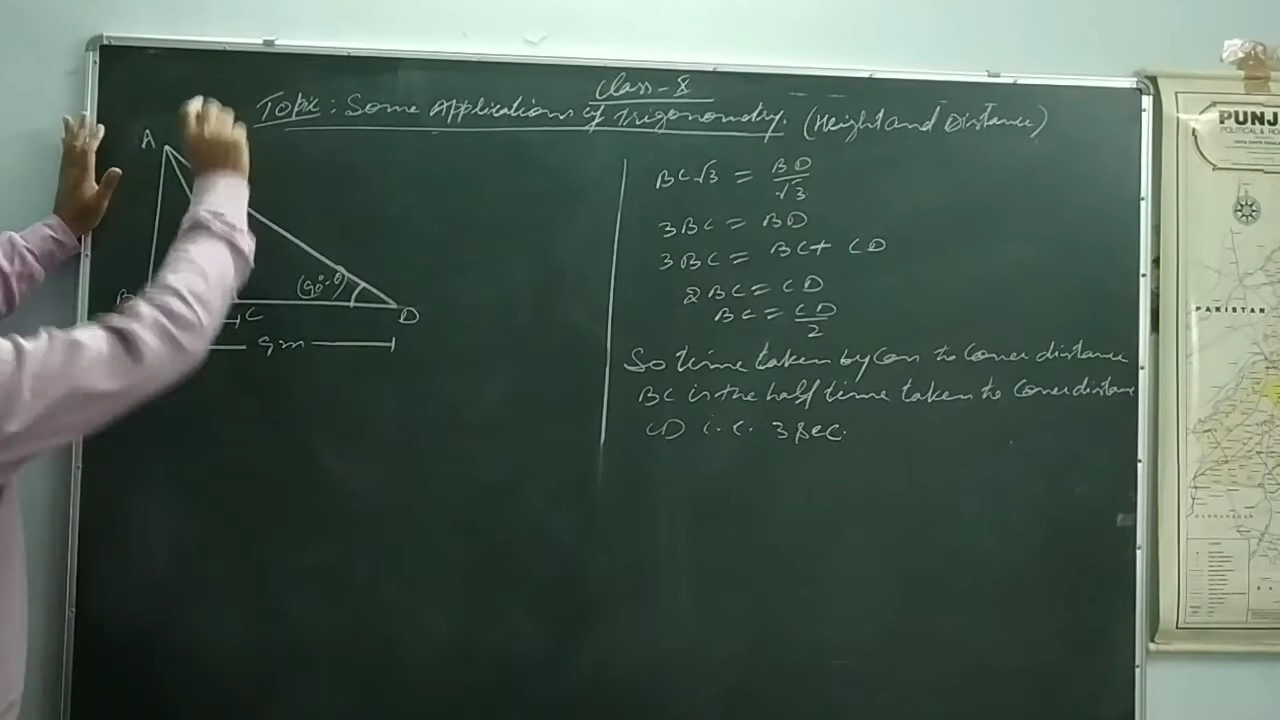 Class-8
Topic: Some Applications of Trigonometry. (Height and Distance)
A
B
C
D
(90°-θ)
9m
BC√3 = BD/√3
3BC = BD
3BC = BC + CD
2BC = CD
BC = CD/2
So time taken by car to cover distance
BC is the half time taken to cover distance
CD i.e. 3 sec.
PUNJ
POLITICAL &
PAKISTAN